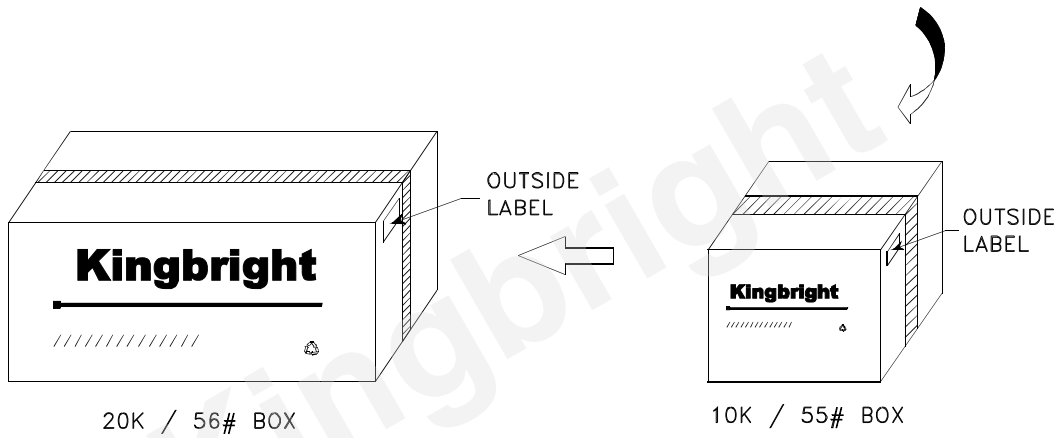 OUTSIDE
LABEL
Kingbright
20K / 56# BOX
OUTSIDE
LABEL
Kingbright
10K / 55# BOX
Kingbright